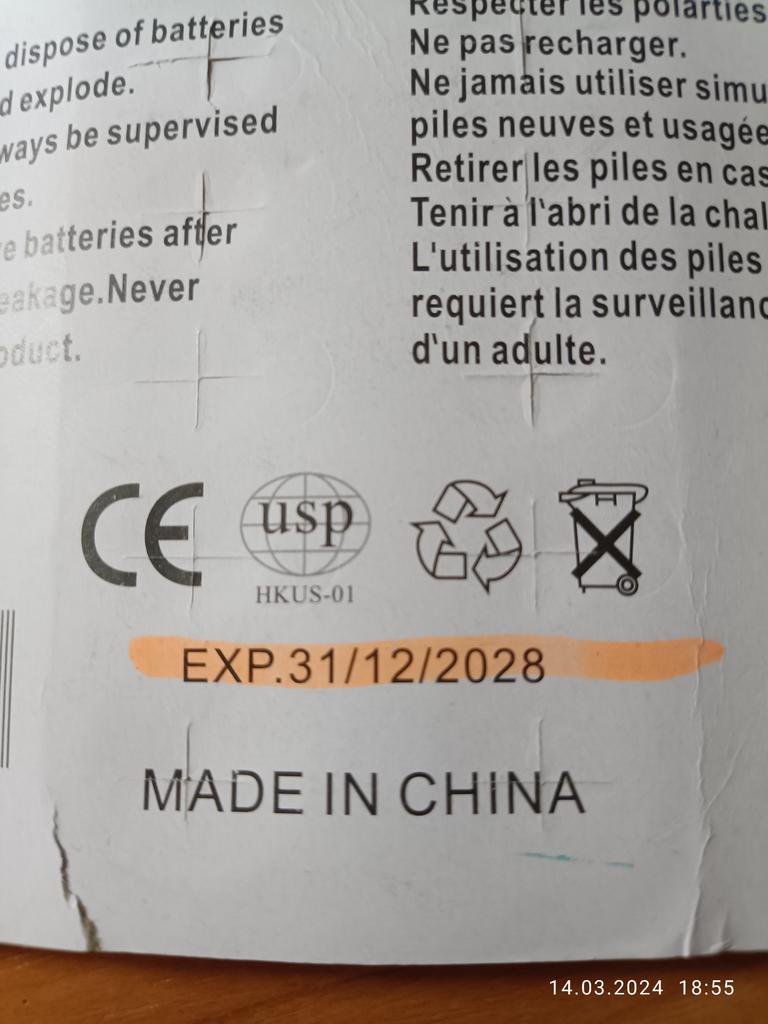 dispose of batteries
d explode.
ways be supervised
es.
e batteries after
eakage.Never
oduct.
Respecter les polarties
Ne pas recharger.
Ne jamais utiliser simu
piles neuves et usagée
Retirer les piles en cas
Tenir à l'abri de la chal
L'utilisation des piles
requiert la surveillanc
d'un adulte.
CE
usp
HKUS-01
EXP.31/12/2028
MADE IN CHINA
14.03.2024 18:55